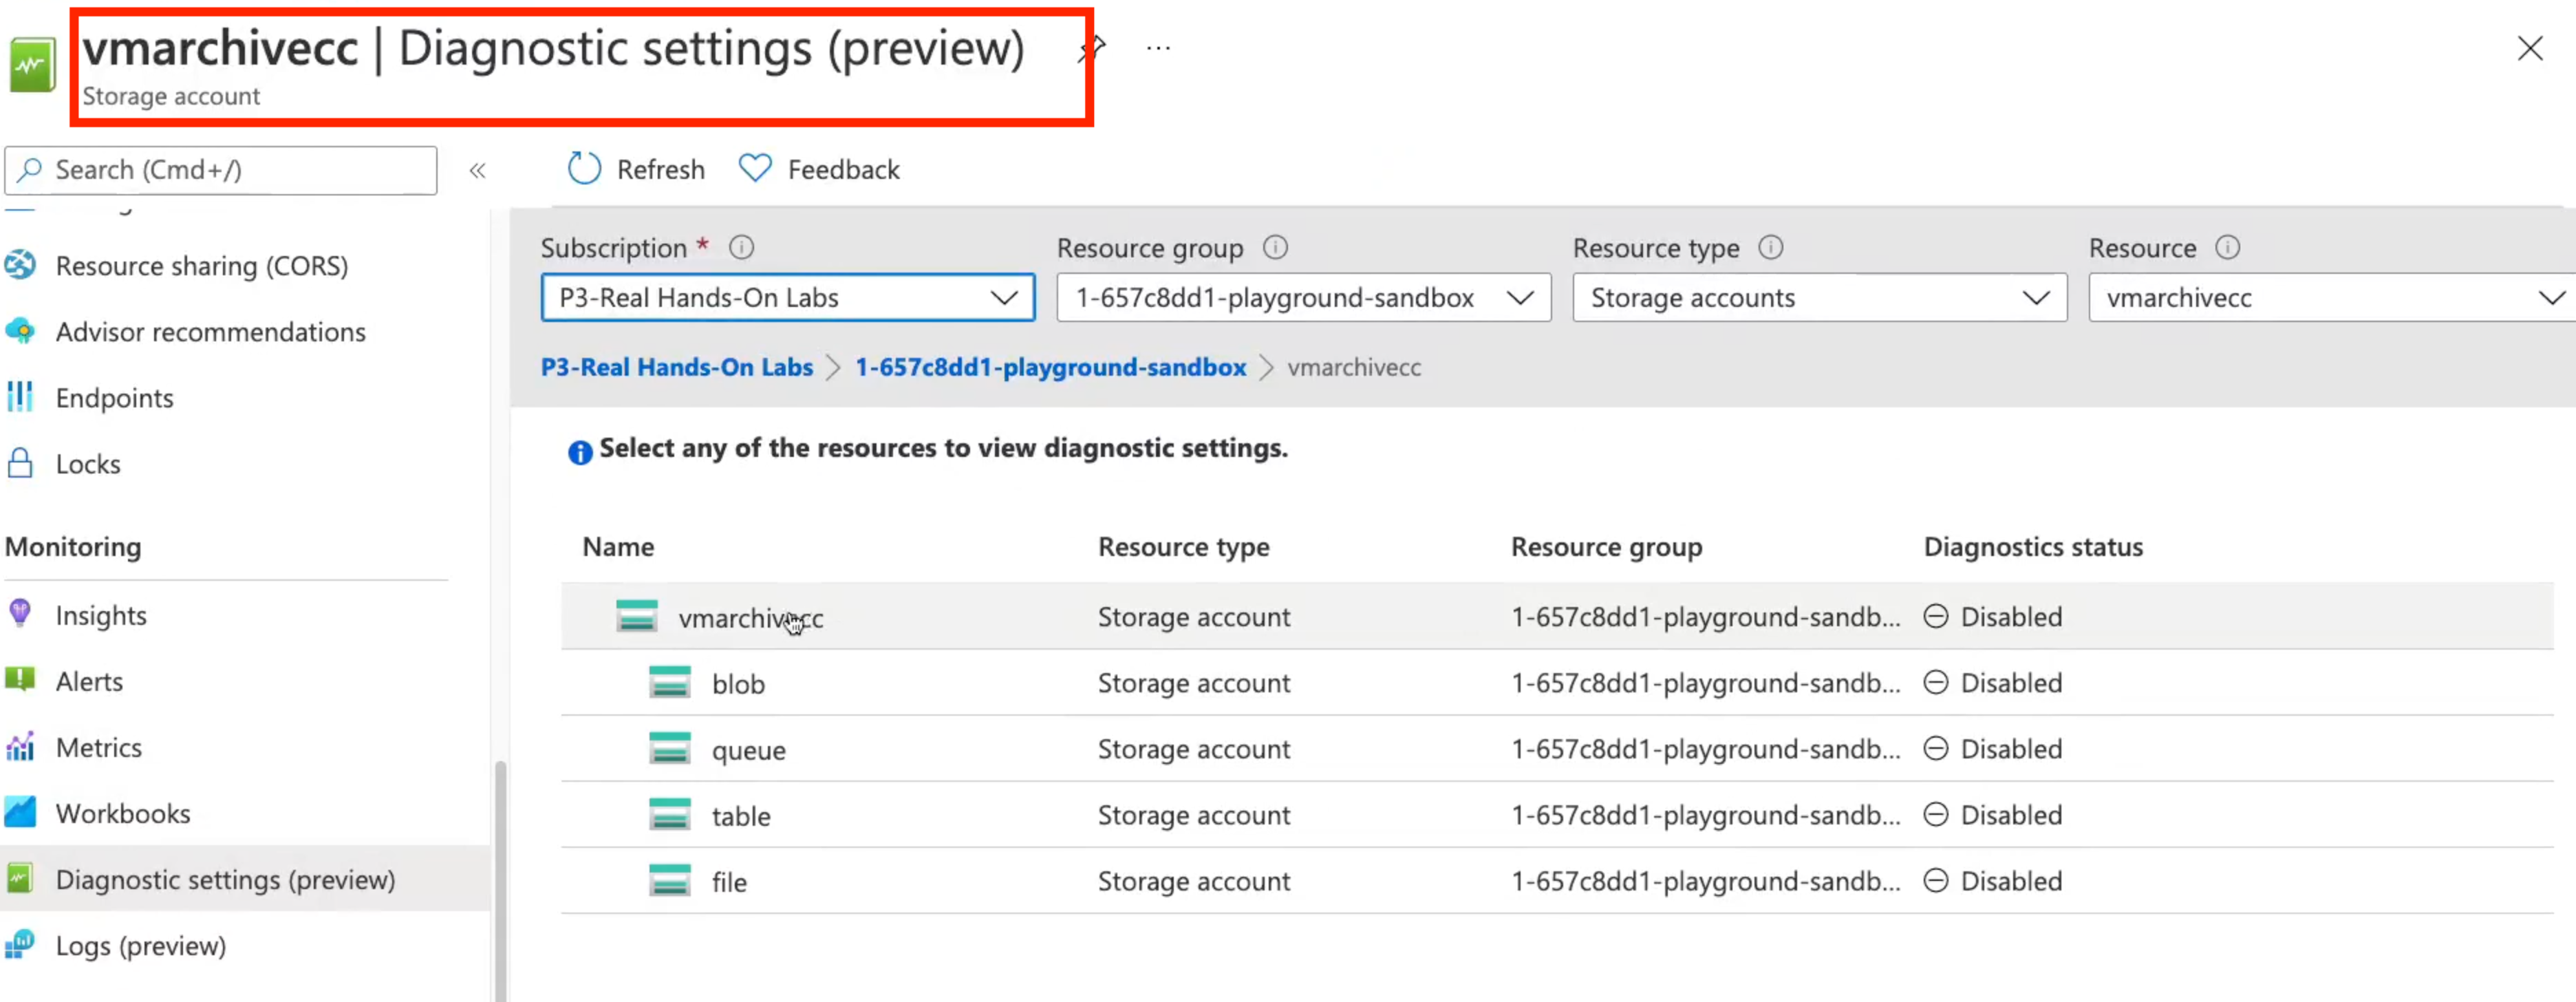 vmarchivecc | Diagnostic settings (preview)
Storage account
Search (Cmd+/)
Refresh
Feedback
Resource sharing (CORS)
Advisor recommendations
Endpoints
Locks
Monitoring
Insights
Alerts
Metrics
Workbooks
Diagnostic settings (preview)
Logs (preview)
Subscription * Resource group Resource type Resource
P3-Real Hands-On Labs 1-657c8dd1-playground-sandbox Storage accounts vmarchivecc
P3-Real Hands-On Labs > 1-657c8dd1-playground-sandbox > vmarchivecc
Select any of the resources to view diagnostic settings.
Name Resource type Resource group Diagnostics status
vmarchivecc Storage account 1-657c8dd1-playground-sandb... Disabled
blob Storage account 1-657c8dd1-playground-sandb... Disabled
queue Storage account 1-657c8dd1-playground-sandb... Disabled
table Storage account 1-657c8dd1-playground-sandb... Disabled
file Storage account 1-657c8dd1-playground-sandb... Disabled